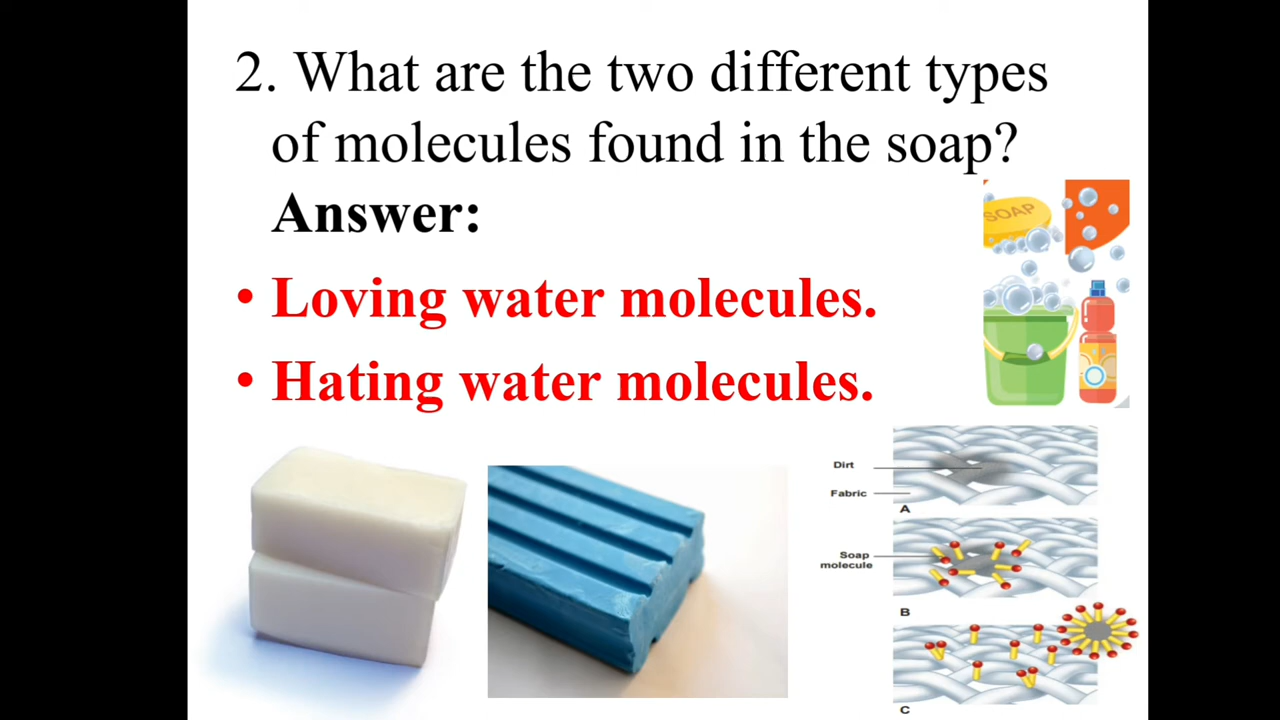 2. What are the two different types
of molecules found in the soap?
Answer:
• Loving water molecules.
• Hating water molecules.
SOAP
Dirt
Fabric
A
Soap
molecule
B
C